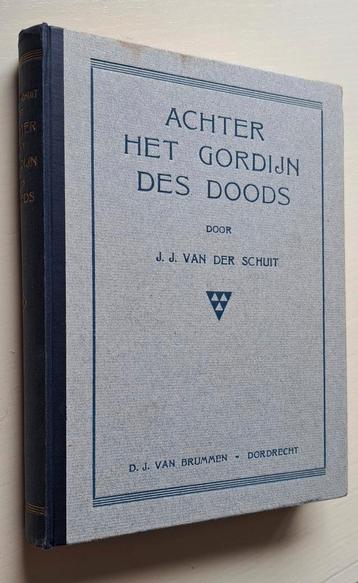 ACHTER
HET GORDIJN
DES DOODS
DOOR
J. J. VAN DER SCHUIT
D. J. VAN BRUMMEN - DORDRECHT